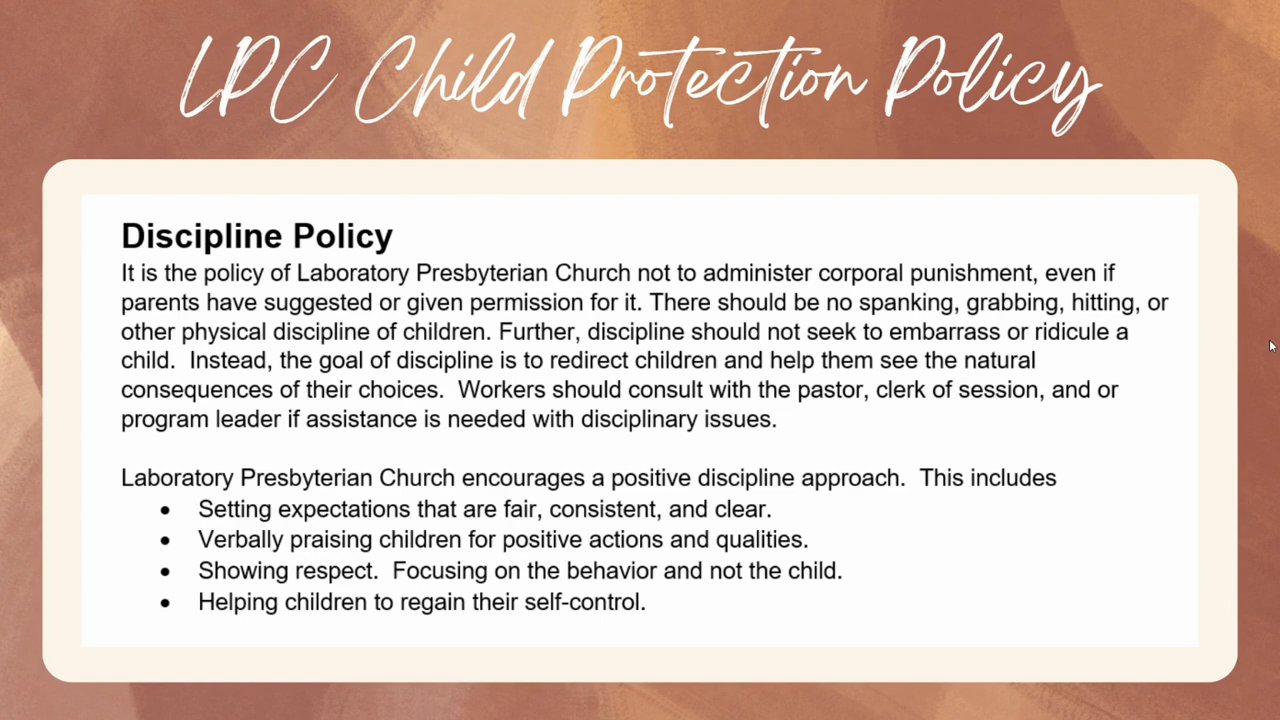 LPC Child Protection Policy
Discipline Policy
It is the policy of Laboratory Presbyterian Church not to administer corporal punishment, even if
parents have suggested or given permission for it. There should be no spanking, grabbing, hitting, or
other physical discipline of children. Further, discipline should not seek to embarrass or ridicule a
child.  Instead, the goal of discipline is to redirect children and help them see the natural
consequences of their choices.  Workers should consult with the pastor, clerk of session, and or
program leader if assistance is needed with disciplinary issues.
Laboratory Presbyterian Church encourages a positive discipline approach.  This includes
• Setting expectations that are fair, consistent, and clear.
• Verbally praising children for positive actions and qualities.
• Showing respect.  Focusing on the behavior and not the child.
• Helping children to regain their self-control.